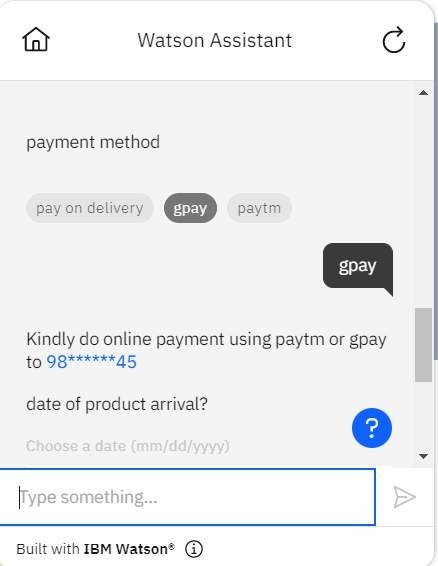 Watson Assistant
payment method
pay on delivery gpay paytm
gpay
Kindly do online payment using paytm or gpay
to 98******45
date of product arrival?
?
Choose a date (mm/dd/yyyy)
Type something...
Built with IBM Watson®